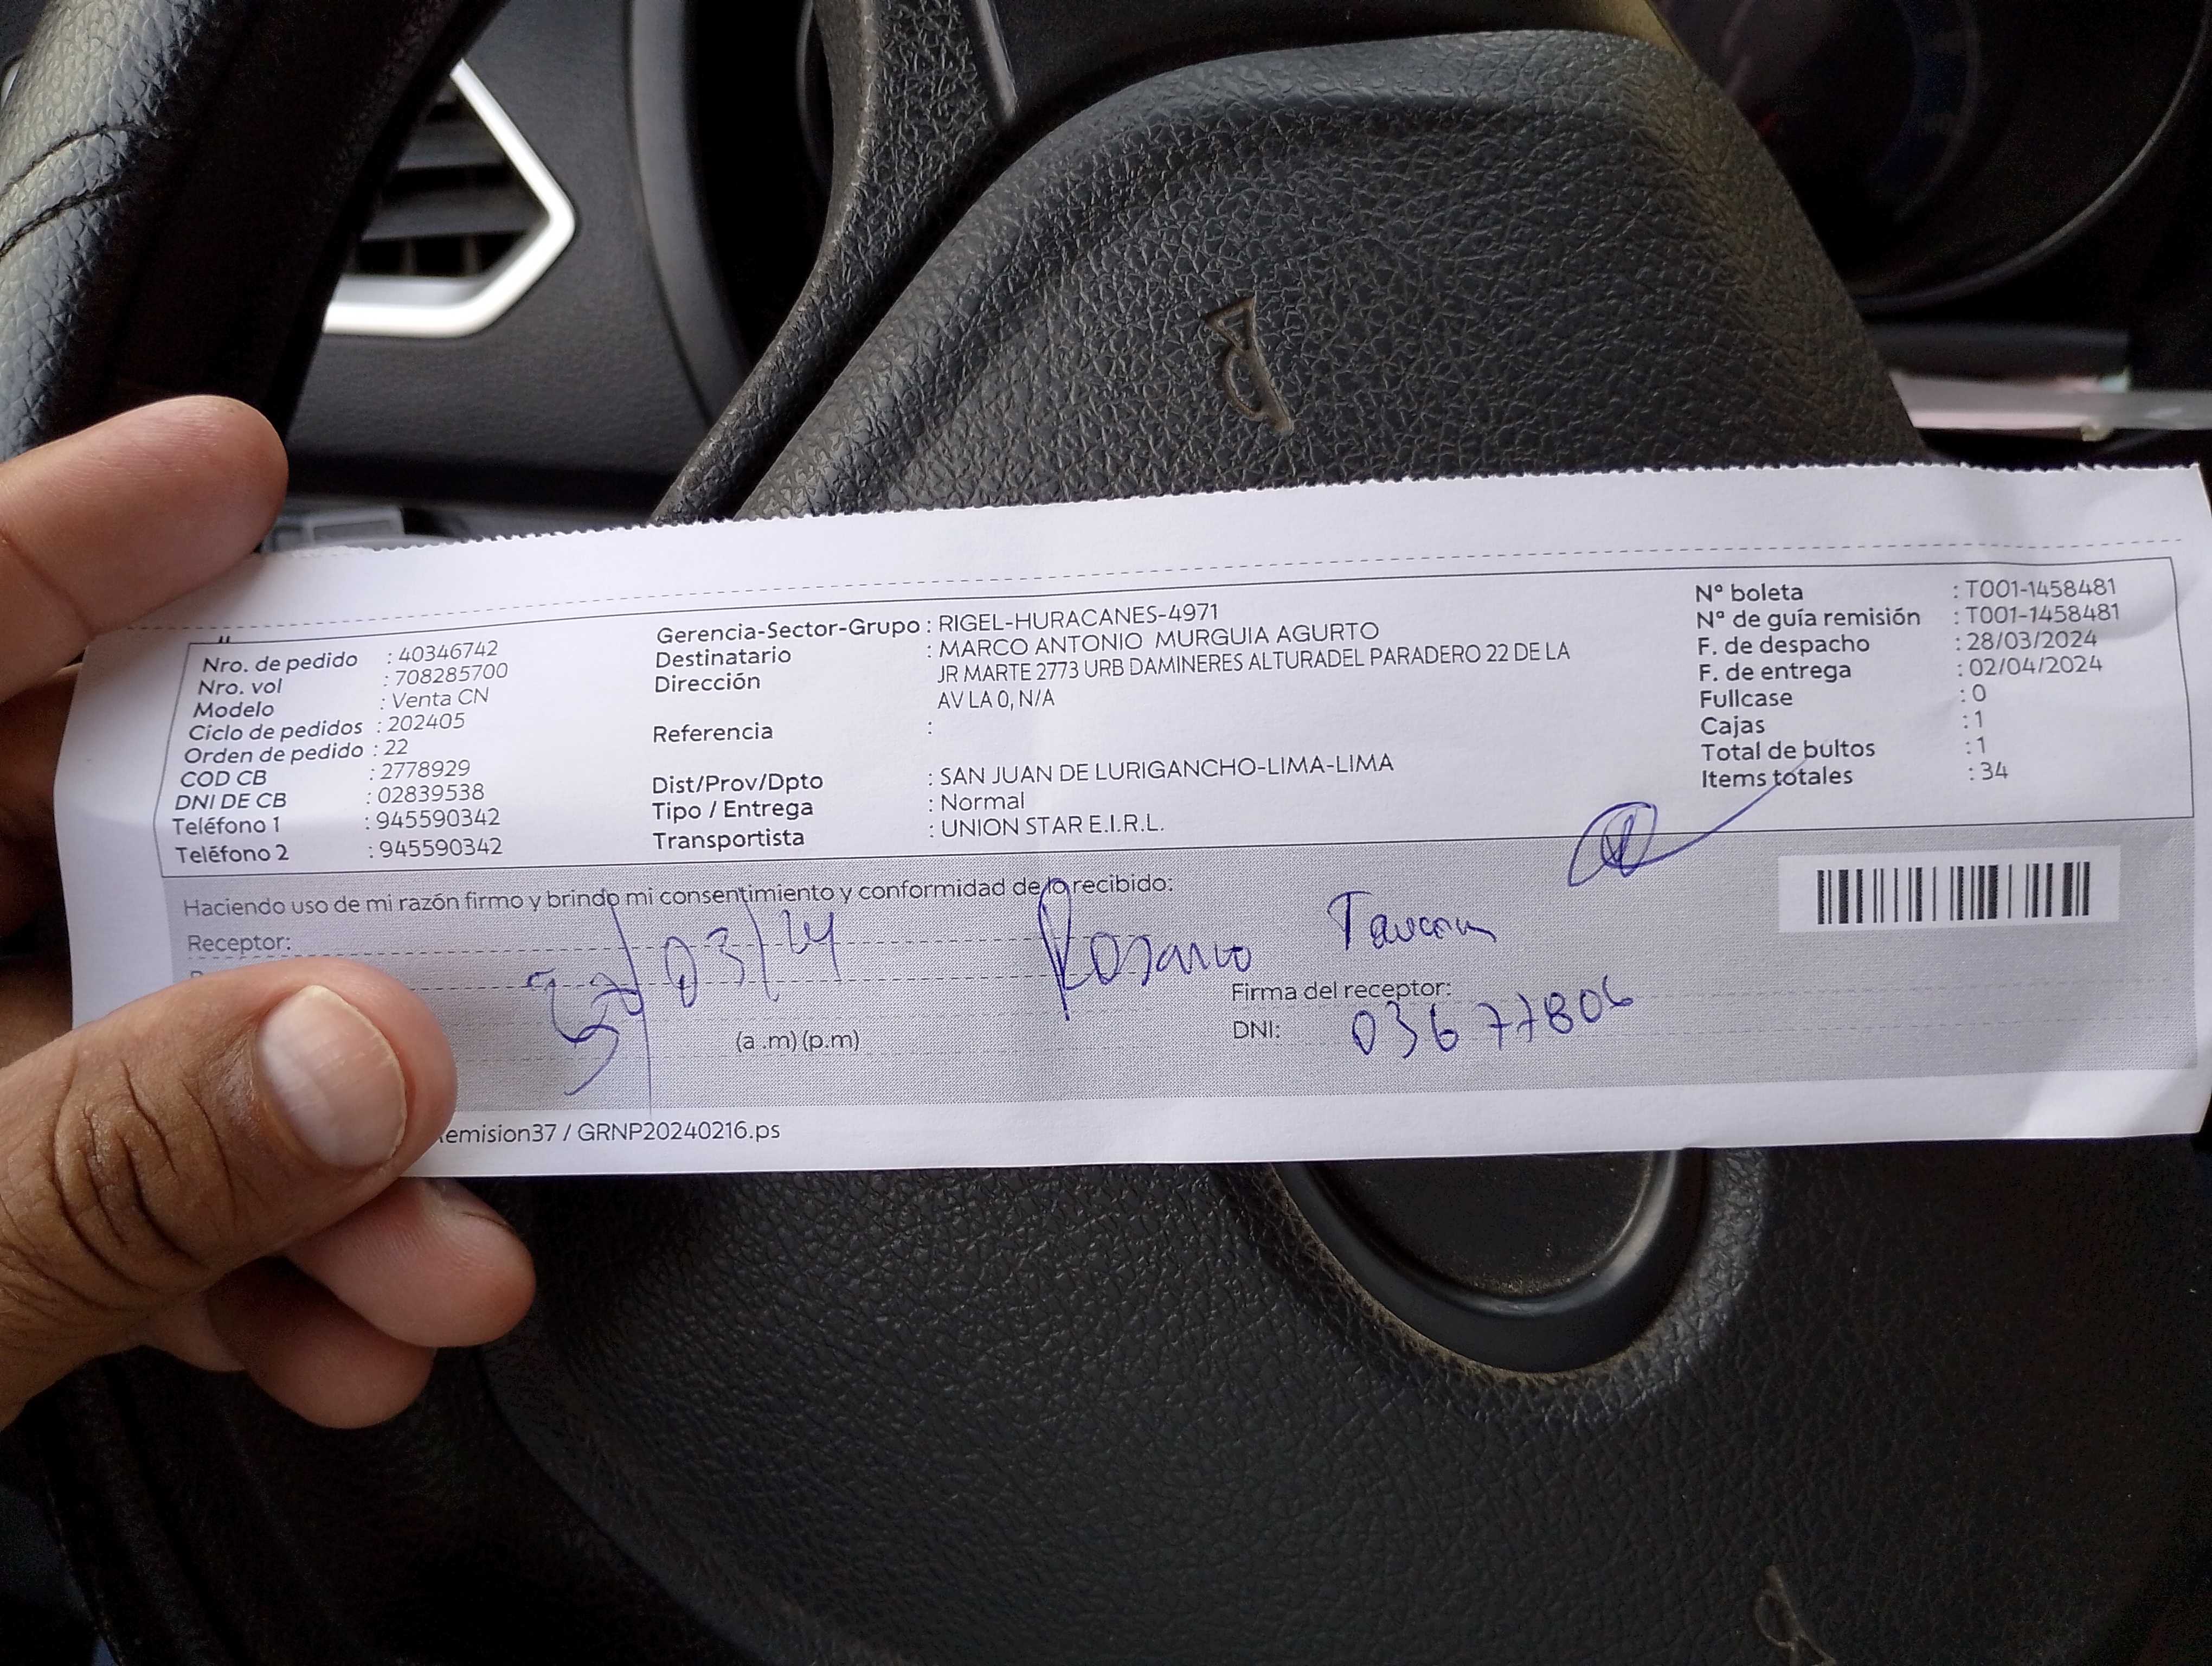 Nro. de pedido : 40346742
Nro. vol : 708285700
Modelo : Venta CN
Ciclo de pedidos : 202405
Orden de pedido : 22
COD CB : 2778929
DNI DE CB : 02839538
Teléfono 1 : 945590342
Teléfono 2 : 945590342
Gerencia-Sector-Grupo : RIGEL-HURACANES-4971
Destinatario : MARCO ANTONIO MURGUIA AGURTO
Dirección JR MARTE 2773 URB DAMINERES ALTURADEL PARADERO 22 DE LA
AV LA 0, N/A
Referencia :
Dist/Prov/Dpto : SAN JUAN DE LURIGANCHO-LIMA-LIMA
Tipo / Entrega : Normal
Transportista : UNION STAR E.I.R.L.
Nº boleta : T001-1458481
Nº de guía remisión : T001-1458481
F. de despacho : 28/03/2024
F. de entrega : 02/04/2024
Fullcase : 0
Cajas : 1
Total de bultos : 1
Items totales : 34
Haciendo uso de mi razón firmo y brindo mi consentimiento y conformidad de lo recibido:
Receptor:
/03/24
Rosario
Firma del receptor:
(a .m) (p.m)
DNI: 03677806
emision37 / GRNP20240216.ps